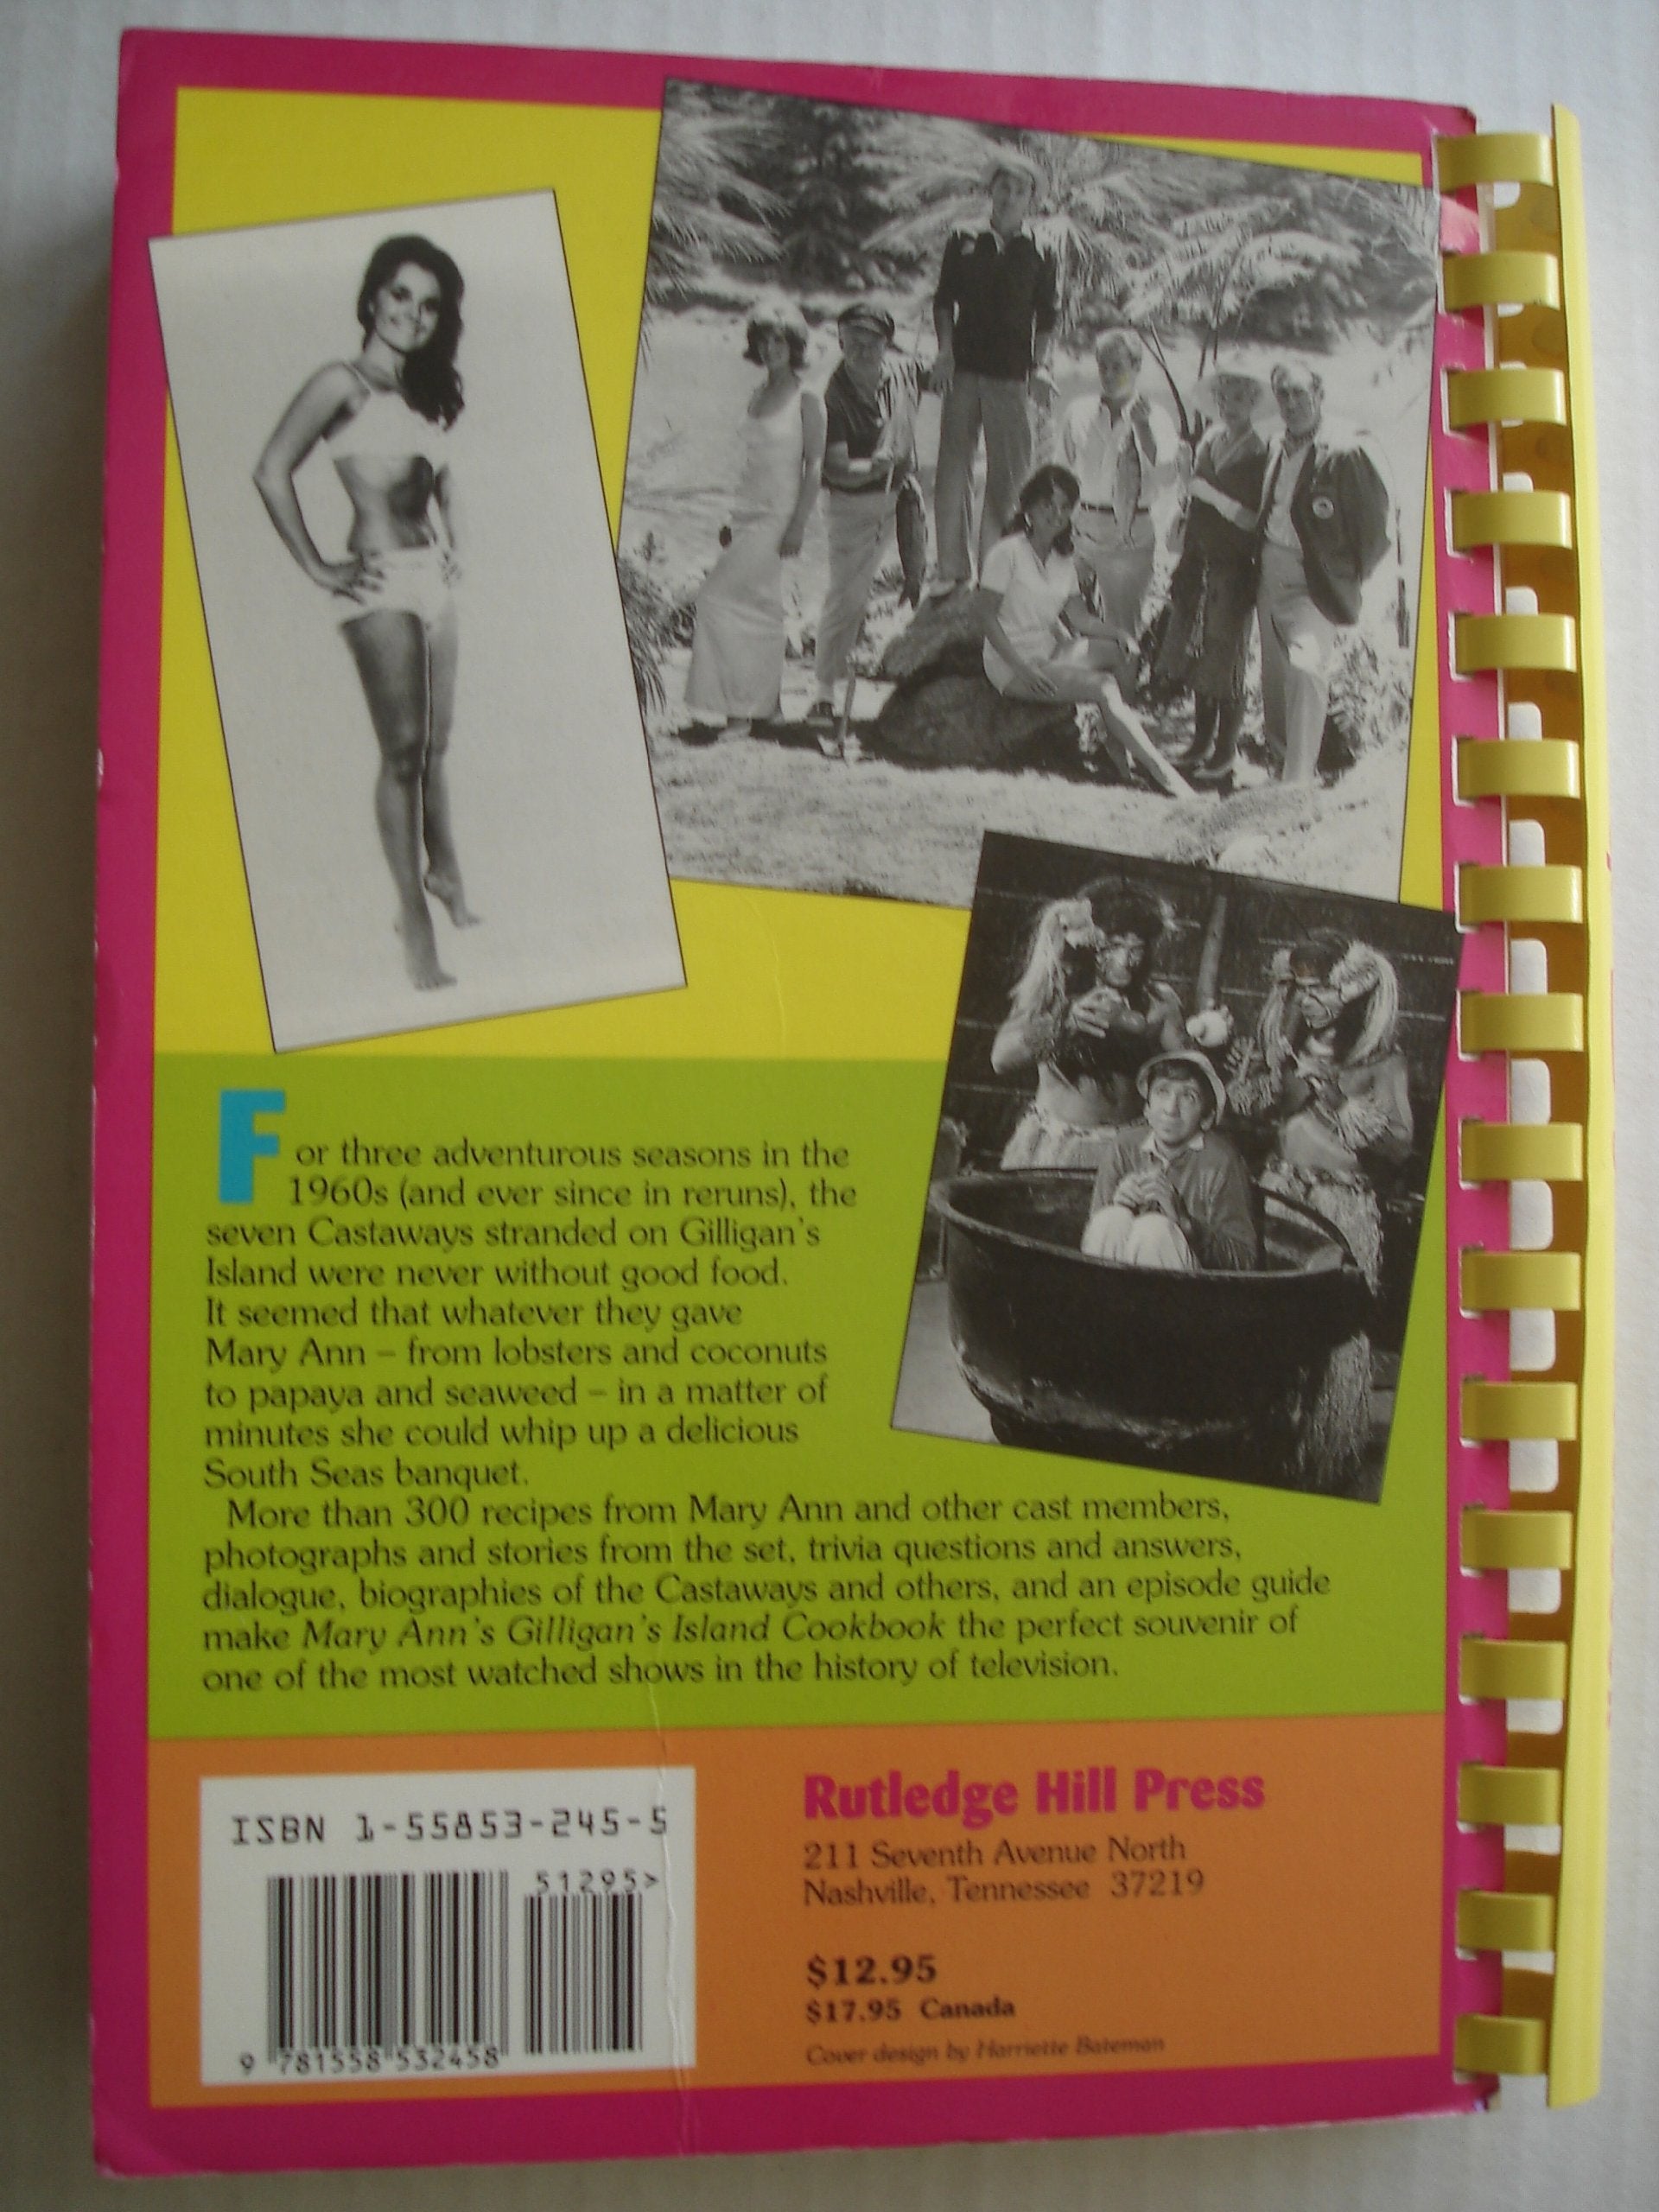 For three adventurous seasons in the
1960s (and ever since in reruns), the
seven Castaways stranded on Gilligan's
Island were never without good food.
It seemed that whatever they gave
Mary Ann – from lobsters and coconuts
to papaya and seaweed – in a matter of
minutes she could whip up a delicious
South Seas banquet.
More than 300 recipes from Mary Ann and other cast members,
photographs and stories from the set, trivia questions and answers,
dialogue, biographies of the Castaways and others, and an episode guide
make Mary Ann's Gilligan's Island Cookbook the perfect souvenir of
one of the most watched shows in the history of television.
ISBN 1-55853-245-5
51295>
9 781558 532458
Rutledge Hill Press
211 Seventh Avenue North
Nashville, Tennessee 37219
$12.95
$17.95 Canada
Cover design by Harriette Bateman